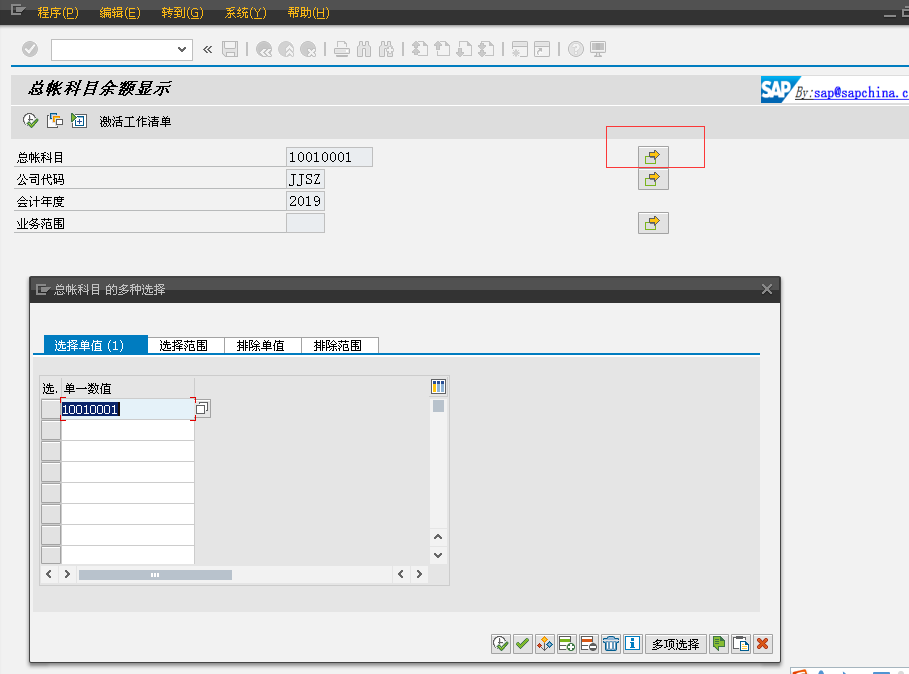 程序(P) 编辑(E) 转到(G) 系统(Y) 帮助(H)
总帐科目余额显示
SAP By:sap@sapchina.c
激活工作清单
总帐科目 10010001
公司代码 JJSZ
会计年度 2019
业务范围
总帐科目 的多种选择
选择单值 (1) 选择范围 排除单值 排除范围
选. 单一数值
10010001
多项选择